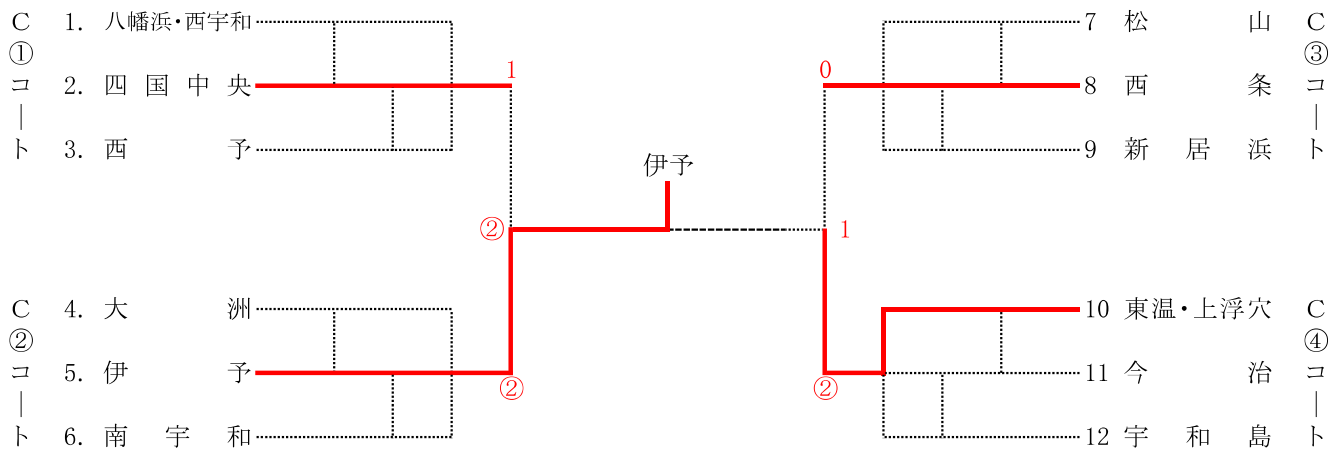 C①コート
1. 八幡浜・西宇和
2. 四国中央
3. 西予
1
②
C②コート
4. 大洲
5. 伊予
6. 南宇和
②
伊予
7 松山
8 西条
9 新居浜
C③コート
0
1
10 東温・上浮穴
11 今治
12 宇和島
C④コート
②